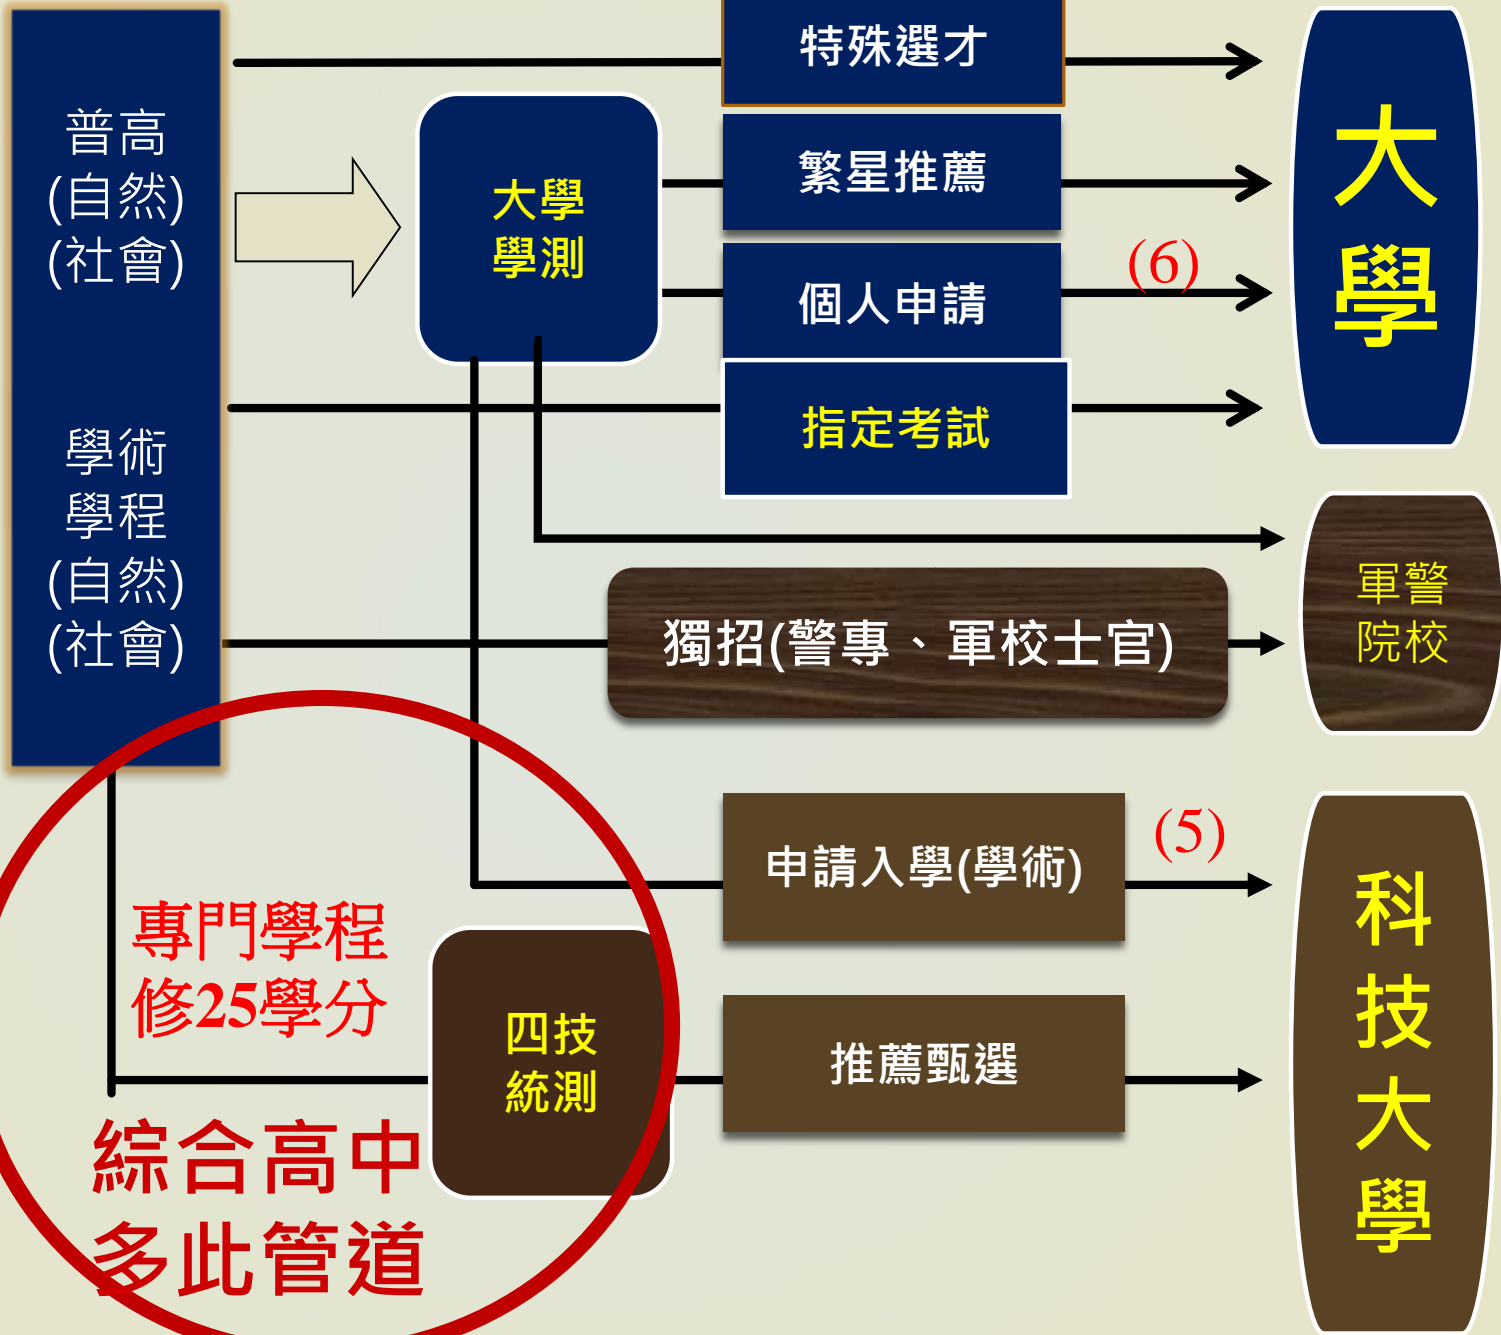 普高
(自然)
(社會)
學術
學程
(自然)
(社會)
大學
學測
特殊選才
繁星推薦
個人申請
(6)
指定考試
大
學
獨招(警專、軍校士官)
軍警
院校
申請入學(學術)
(5)
專門學程
修25學分
四技
統測
推薦甄選
科
技
大
學
綜合高中
多此管道